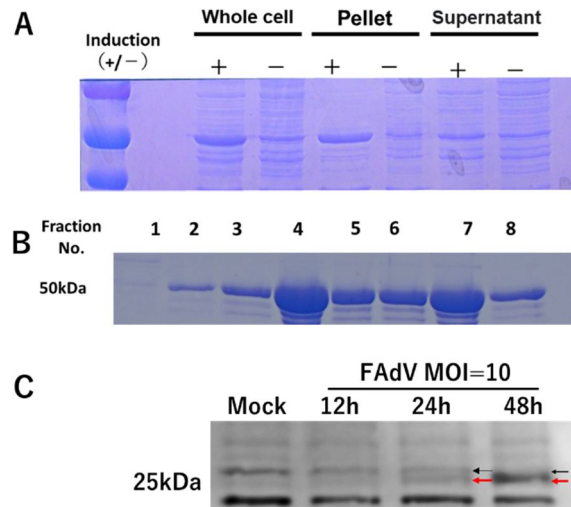 A
Whole cell Pellet Supernatant
Induction
(+/−) + − + − + −
Fraction
No. 1 2 3 4 5 6 7 8
B
50kDa
C
FAdV MOI=10
Mock 12h 24h 48h
25kDa